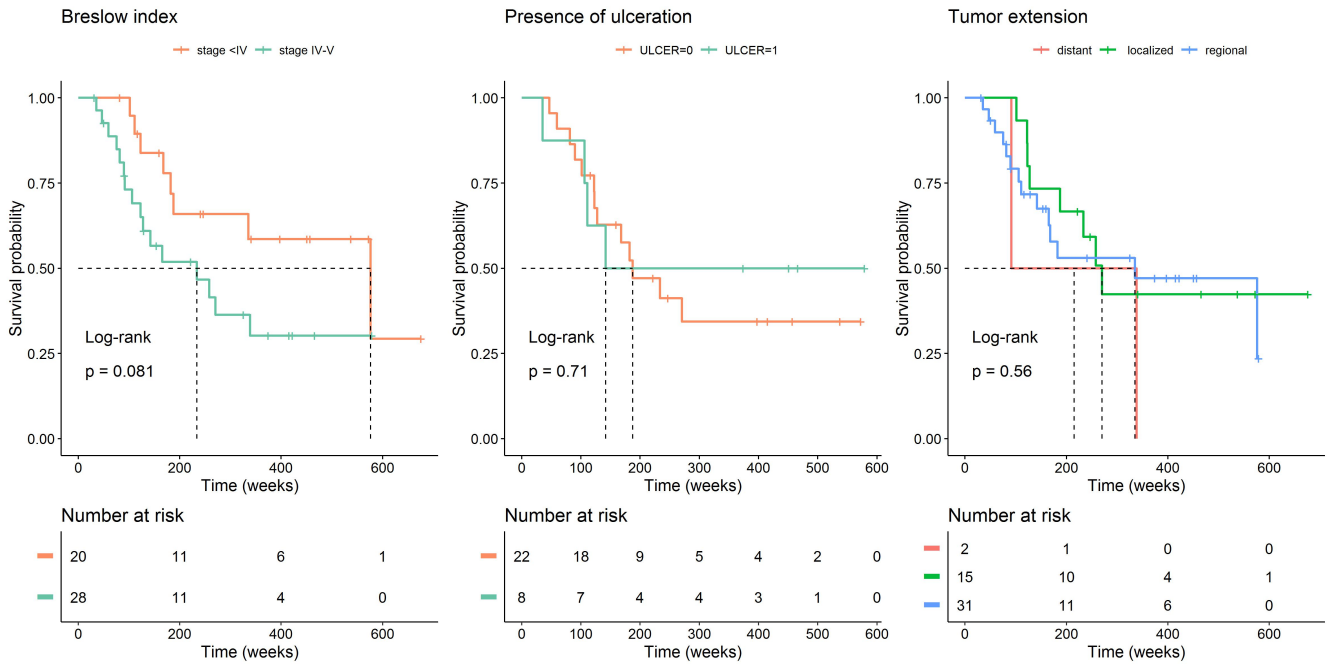 Breslow index
stage <IV stage IV-V
Survival probability
1.00
0.75
0.50
0.25
0.00
Log-rank
p = 0.081
0 200 400 600
Time (weeks)
Number at risk
20 11 6 1
28 11 4 0
0 200 400 600
Time (weeks)
Presence of ulceration
ULCER=0 ULCER=1
Survival probability
1.00
0.75
0.50
0.25
0.00
Log-rank
p = 0.71
0 100 200 300 400 500 600
Time (weeks)
Number at risk
22 18 9 5 4 2 0
8 7 4 4 3 1 0
0 100 200 300 400 500 600
Time (weeks)
Tumor extension
distant localized regional
Survival probability
1.00
0.75
0.50
0.25
0.00
Log-rank
p = 0.56
0 200 400 600
Time (weeks)
Number at risk
2 1 0 0
15 10 4 1
31 11 6 0
0 200 400 600
Time (weeks)